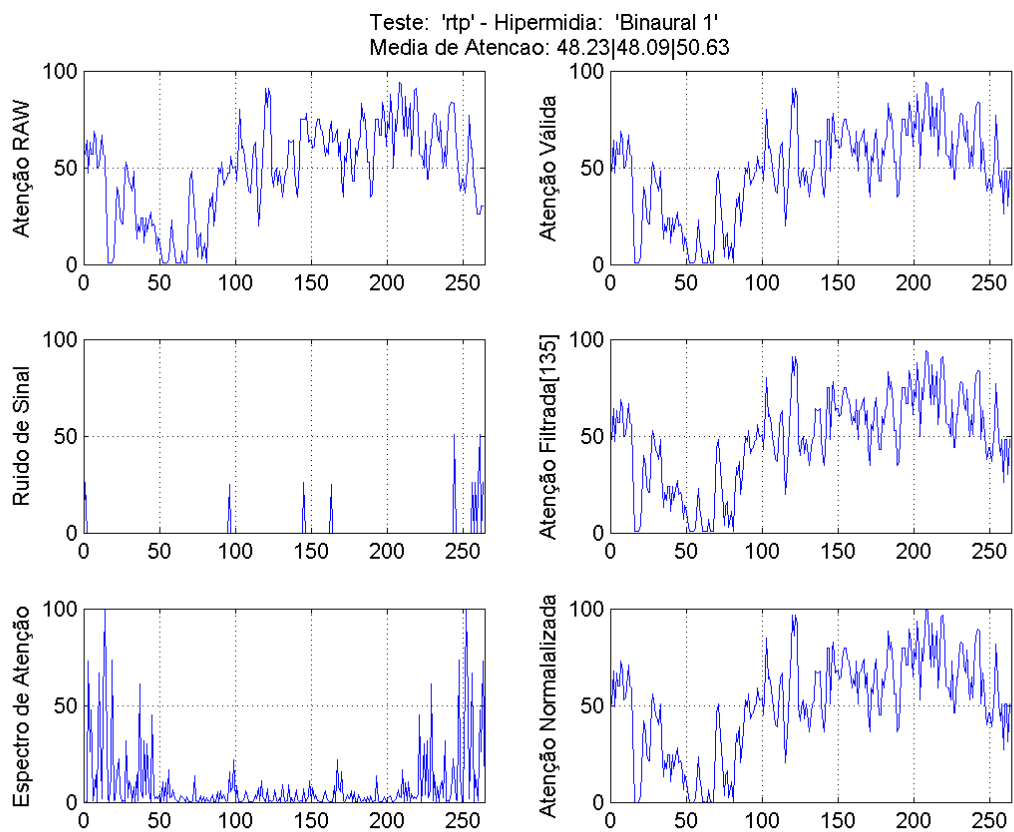 Teste:  'rtp' - Hipermidia:  'Binaural 1'
Media de Atencao: 48.23|48.09|50.63
Atenção RAW
100
50
0
0 50 100 150 200 250
Atenção Válida
100
50
0
0 50 100 150 200 250
Ruido de Sinal
100
50
0
0 50 100 150 200 250
Atenção Filtrada[135]
100
50
0
0 50 100 150 200 250
Espectro de Atenção
100
50
0
0 50 100 150 200 250
Atenção Normalalizada
100
50
0
0 50 100 150 200 250